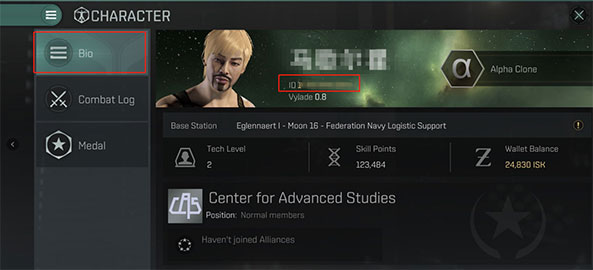 CHARACTER
Bio
Combat Log
Medal
ID
Vylade 0.8
α Alpha Clone
Base Station Eglennaert I - Moon 16 - Federation Navy Logistic Support
Tech Level
2
Skill Points
123,484
Wallet Balance
24,830 ISK
CAS
Center for Advanced Studies
Position: Normal members
Haven't joined Alliances